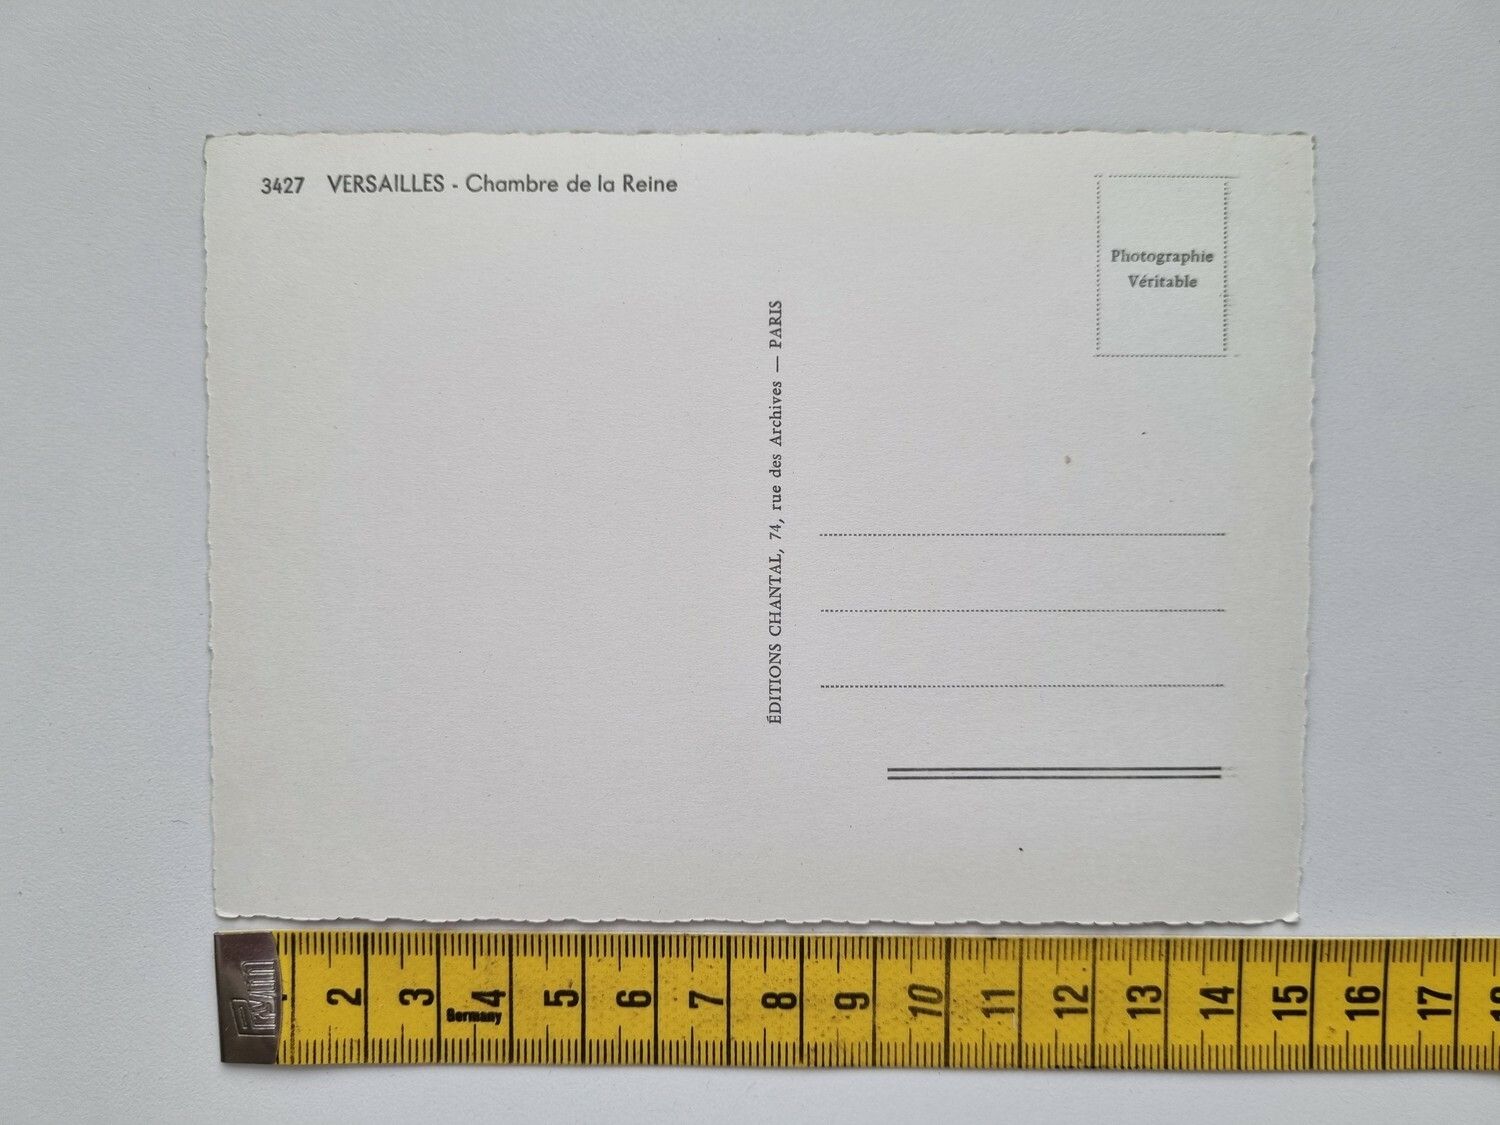 3427 VERSAILLES - Chambre de la Reine
Photographie
Véritable
ÉDITIONS CHANTAL, 74, rue des Archives — PARIS
Prym
2 3 4 5 6 7 8 9 10 11 12 13 14 15 16 17
Germany